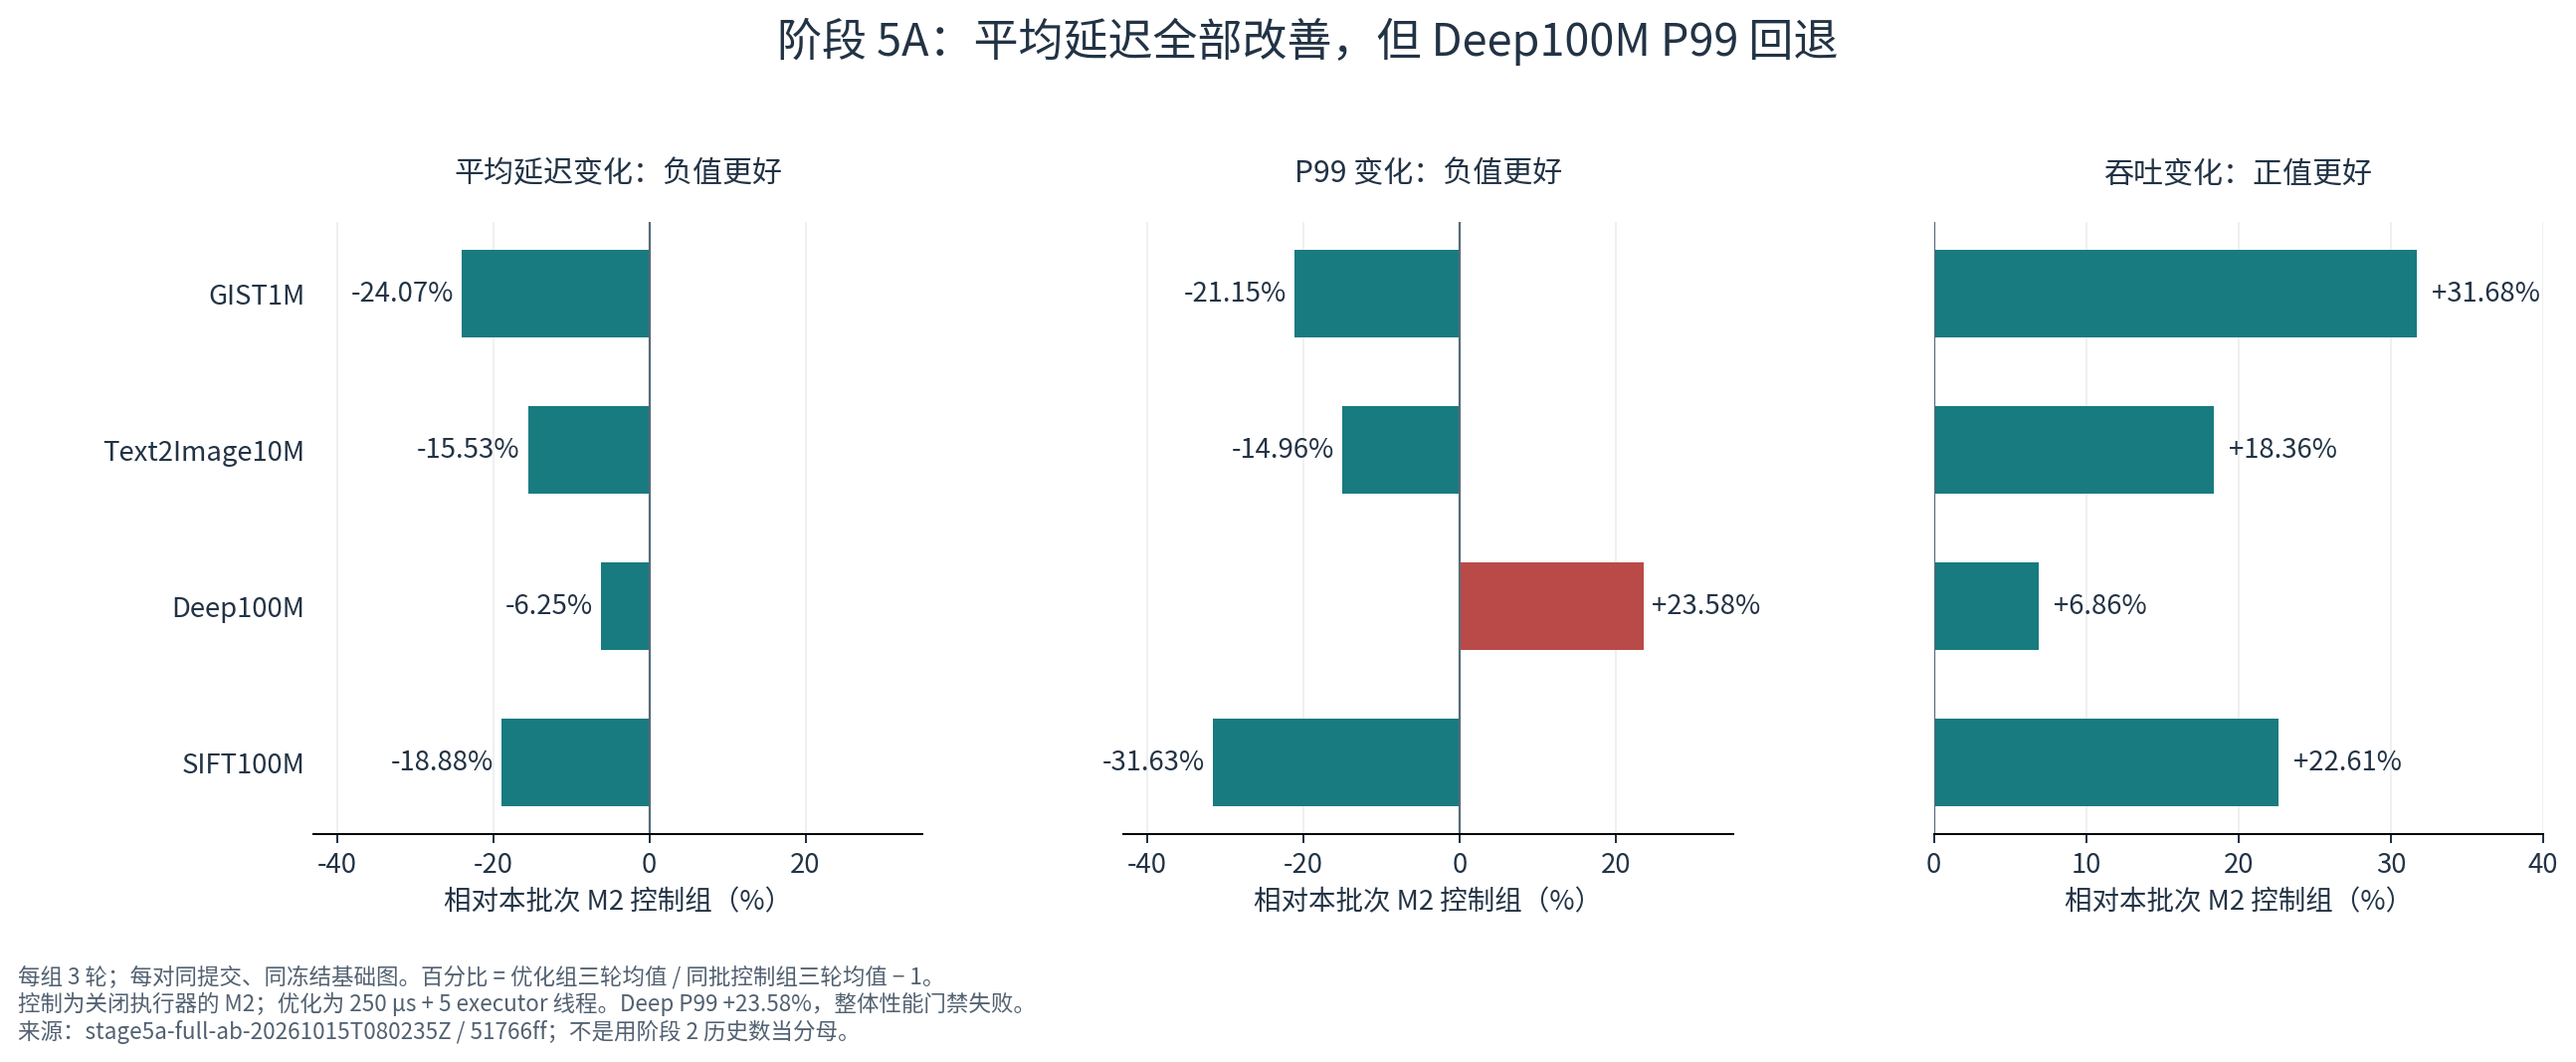 阶段 5A：平均延迟全部改善，但 Deep100M P99 回退
平均延迟变化：负值更好
GIST1M
-24.07%
Text2Image10M
-15.53%
Deep100M
-6.25%
SIFT100M
-18.88%
-40 -20 0 20
相对本批次 M2 控制组（%）
P99 变化：负值更好
-21.15%
-14.96%
+23.58%
-31.63%
-40 -20 0 20
相对本批次 M2 控制组（%）
吞吐变化：正值更好
+31.68%
+18.36%
+6.86%
+22.61%
0 10 20 30 40
相对本批次 M2 控制组（%）
每组 3 轮；每对同提交、同冻结基础图。百分比 = 优化组三轮均值 / 同批控制组三轮均值 − 1。
控制为关闭执行器的 M2；优化为 250 µs + 5 executor 线程。Deep P99 +23.58%，整体性能门禁失败。
来源：stage5a-full-ab-20261015T080235Z / 51766ff；不是用阶段 2 历史数当分母。